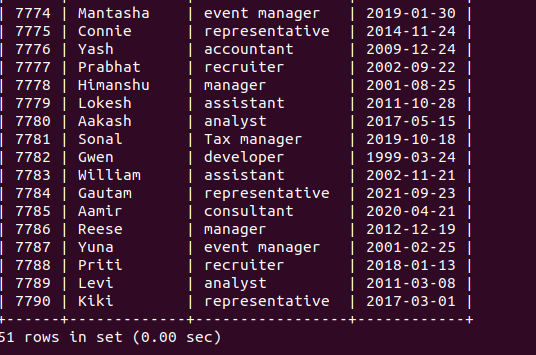 | 7774 | Mantasha | event manager | 2019-01-30 |
| 7775 | Connie | representative | 2014-11-24 |
| 7776 | Yash | accountant | 2009-12-24 |
| 7777 | Prabhat | recruiter | 2002-09-22 |
| 7778 | Himanshu | manager | 2001-08-25 |
| 7779 | Lokesh | assistant | 2011-10-28 |
| 7780 | Aakash | analyst | 2017-05-15 |
| 7781 | Sonal | Tax manager | 2019-10-18 |
| 7782 | Gwen | developer | 1999-03-24 |
| 7783 | William | assistant | 2002-11-21 |
| 7784 | Gautam | representative | 2021-09-23 |
| 7785 | Aamir | consultant | 2020-04-21 |
| 7786 | Reese | manager | 2012-12-19 |
| 7787 | Yuna | event manager | 2001-02-25 |
| 7788 | Priti | recruiter | 2018-01-13 |
| 7789 | Levi | analyst | 2011-03-08 |
| 7790 | Kiki | representative | 2017-03-01 |
+------+-------------+-----------------+------------+
51 rows in set (0.00 sec)